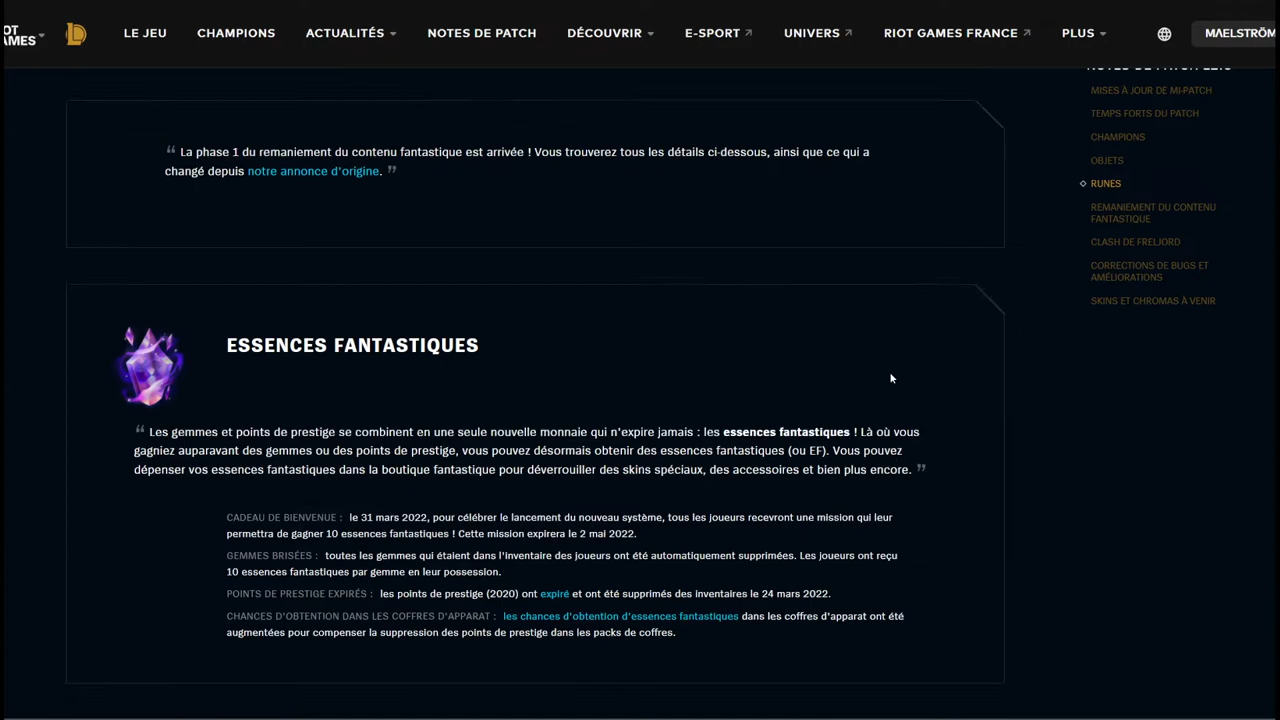 LE JEU CHAMPIONS ACTUALITÉS NOTES DE PATCH DÉCOUVRIR E-SPORT UNIVERS RIOT GAMES FRANCE PLUS MAELSTRÖM
MISES À JOUR DE MI-PATCH
TEMPS FORTS DU PATCH
CHAMPIONS
OBJETS
RUNES
REMANIEMENT DU CONTENU
FANTASTIQUE
CLASH DE FRELJORD
CORRECTIONS DE BUGS ET
AMÉLIORATIONS
SKINS ET CHROMAS À VENIR
“ La phase 1 du remaniement du contenu fantastique est arrivée ! Vous trouverez tous les détails ci-dessous, ainsi que ce qui a
changé depuis notre annonce d'origine. ”
ESSENCES FANTASTIQUES
“ Les gemmes et points de prestige se combinent en une seule nouvelle monnaie qui n'expire jamais : les essences fantastiques ! Là où vous
gagniez auparavant des gemmes ou des points de prestige, vous pouvez désormais obtenir des essences fantastiques (ou EF). Vous pouvez
dépenser vos essences fantastiques dans la boutique fantastique pour déverrouiller des skins spéciaux, des accessoires et bien plus encore. ”
CADEAU DE BIENVENUE : le 31 mars 2022, pour célébrer le lancement du nouveau système, tous les joueurs recevront une mission qui leur
permettra de gagner 10 essences fantastiques ! Cette mission expirera le 2 mai 2022.
GEMMES BRISÉES : toutes les gemmes qui étaient dans l'inventaire des joueurs ont été automatiquement supprimées. Les joueurs ont reçu
10 essences fantastiques par gemme en leur possession.
POINTS DE PRESTIGE EXPIRÉS : les points de prestige (2020) ont expiré et ont été supprimés des inventaires le 24 mars 2022.
CHANCES D'OBTENTION DANS LES COFFRES D'APPARAT : les chances d'obtention d'essences fantastiques dans les coffres d'apparat ont été
augmentées pour compenser la suppression des points de prestige dans les packs de coffres.